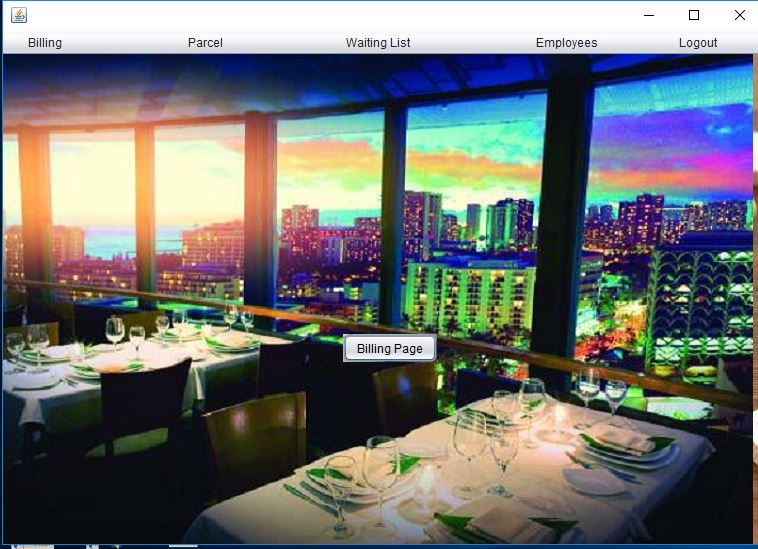 Billing
Parcel
Waiting List
Employees
Logout
Billing Page